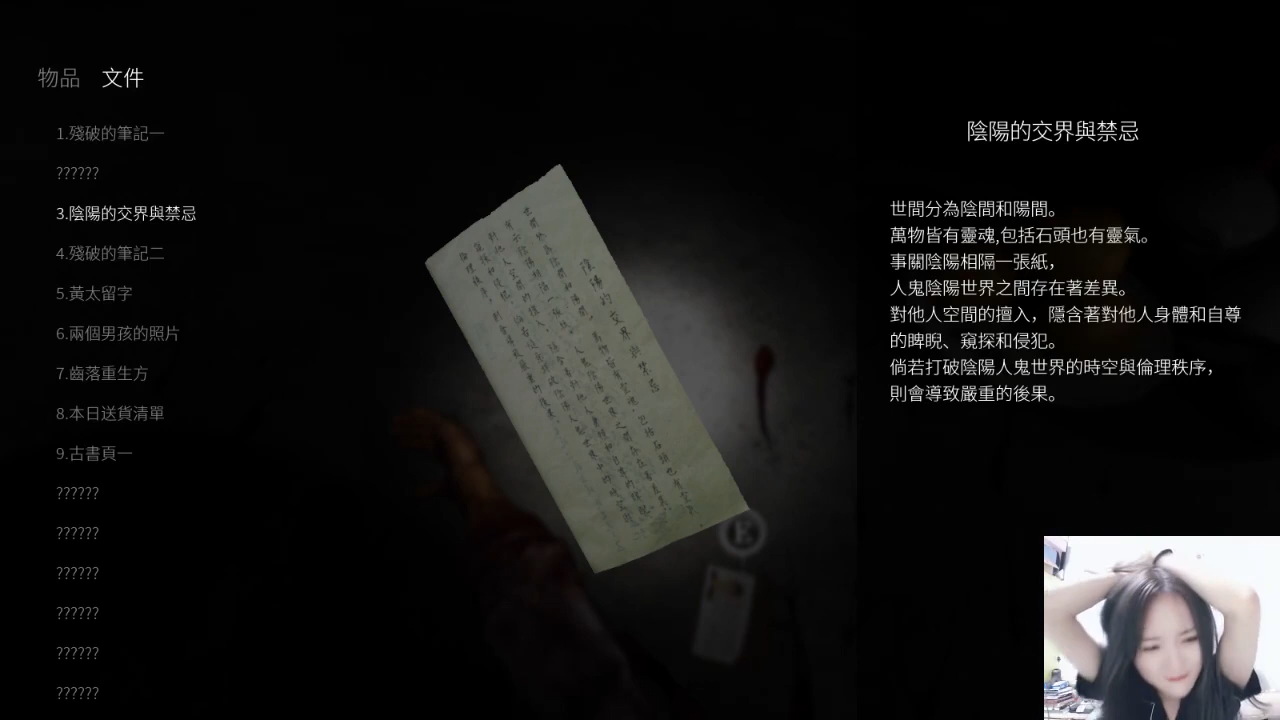 物品 文件
1.殘破的筆記一
??????
3.陰陽的交界與禁忌
4.殘破的筆記二
5.黃太留字
6.兩個男孩的照片
7.齒落重生方
8.本日送貨清單
9.古書頁一
??????
??????
??????
??????
??????
??????
陰陽的交界與禁忌
E
陰陽的交界與禁忌
世間分為陰間和陽間。
萬物皆有靈魂,包括石頭也有靈氣。
事關陰陽相隔一張紙，
人鬼陰陽世界之間存在著差異。
對他人空間的擅入，隱含著對他人身體和自尊
的睥睨、窺探和侵犯。
倘若打破陰陽人鬼世界的時空與倫理秩序，
則會導致嚴重的後果。